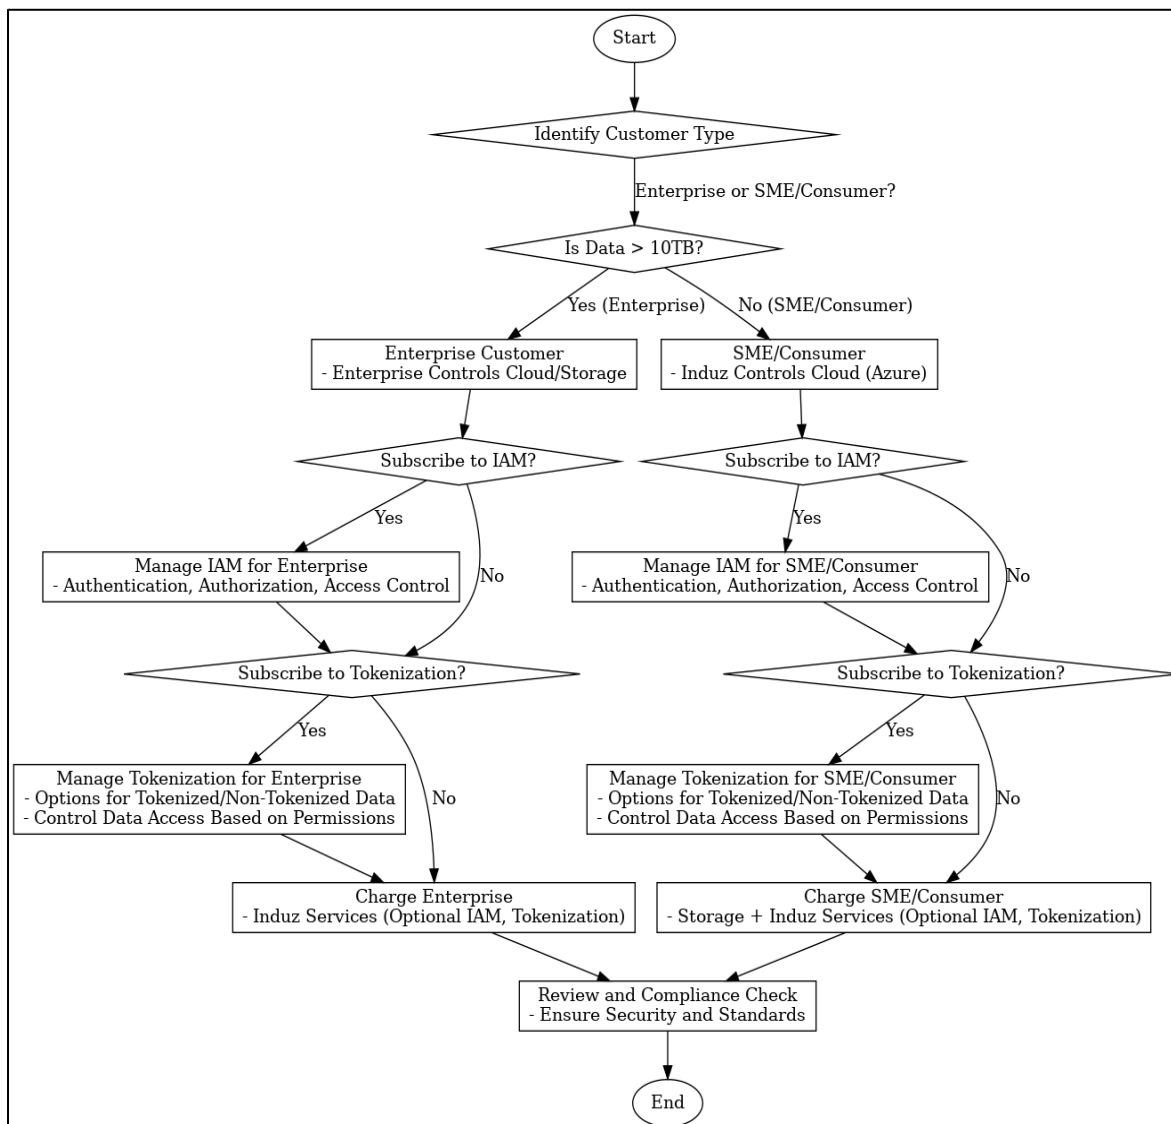 Start
Identify Customer Type
Enterprise or SME/Consumer?
Is Data > 10TB?
Yes (Enterprise)
No (SME/Consumer)
Enterprise Customer
- Enterprise Controls Cloud/Storage
SME/Consumer
- Induz Controls Cloud (Azure)
Subscribe to IAM?
Subscribe to IAM?
Yes
Yes
Manage IAM for Enterprise
- Authentication, Authorization, Access Control
No
Manage IAM for SME/Consumer
- Authentication, Authorization, Access Control
No
Subscribe to Tokenization?
Subscribe to Tokenization?
Yes
Yes
Manage Tokenization for Enterprise
- Options for Tokenized/Non-Tokenized Data
- Control Data Access Based on Permissions
No
Manage Tokenization for SME/Consumer
- Options for Tokenized/Non-Tokenized Data
- Control Data Access Based on Permissions
No
Charge Enterprise
- Induz Services (Optional IAM, Tokenization)
Charge SME/Consumer
- Storage + Induz Services (Optional IAM, Tokenization)
Review and Compliance Check
- Ensure Security and Standards
End